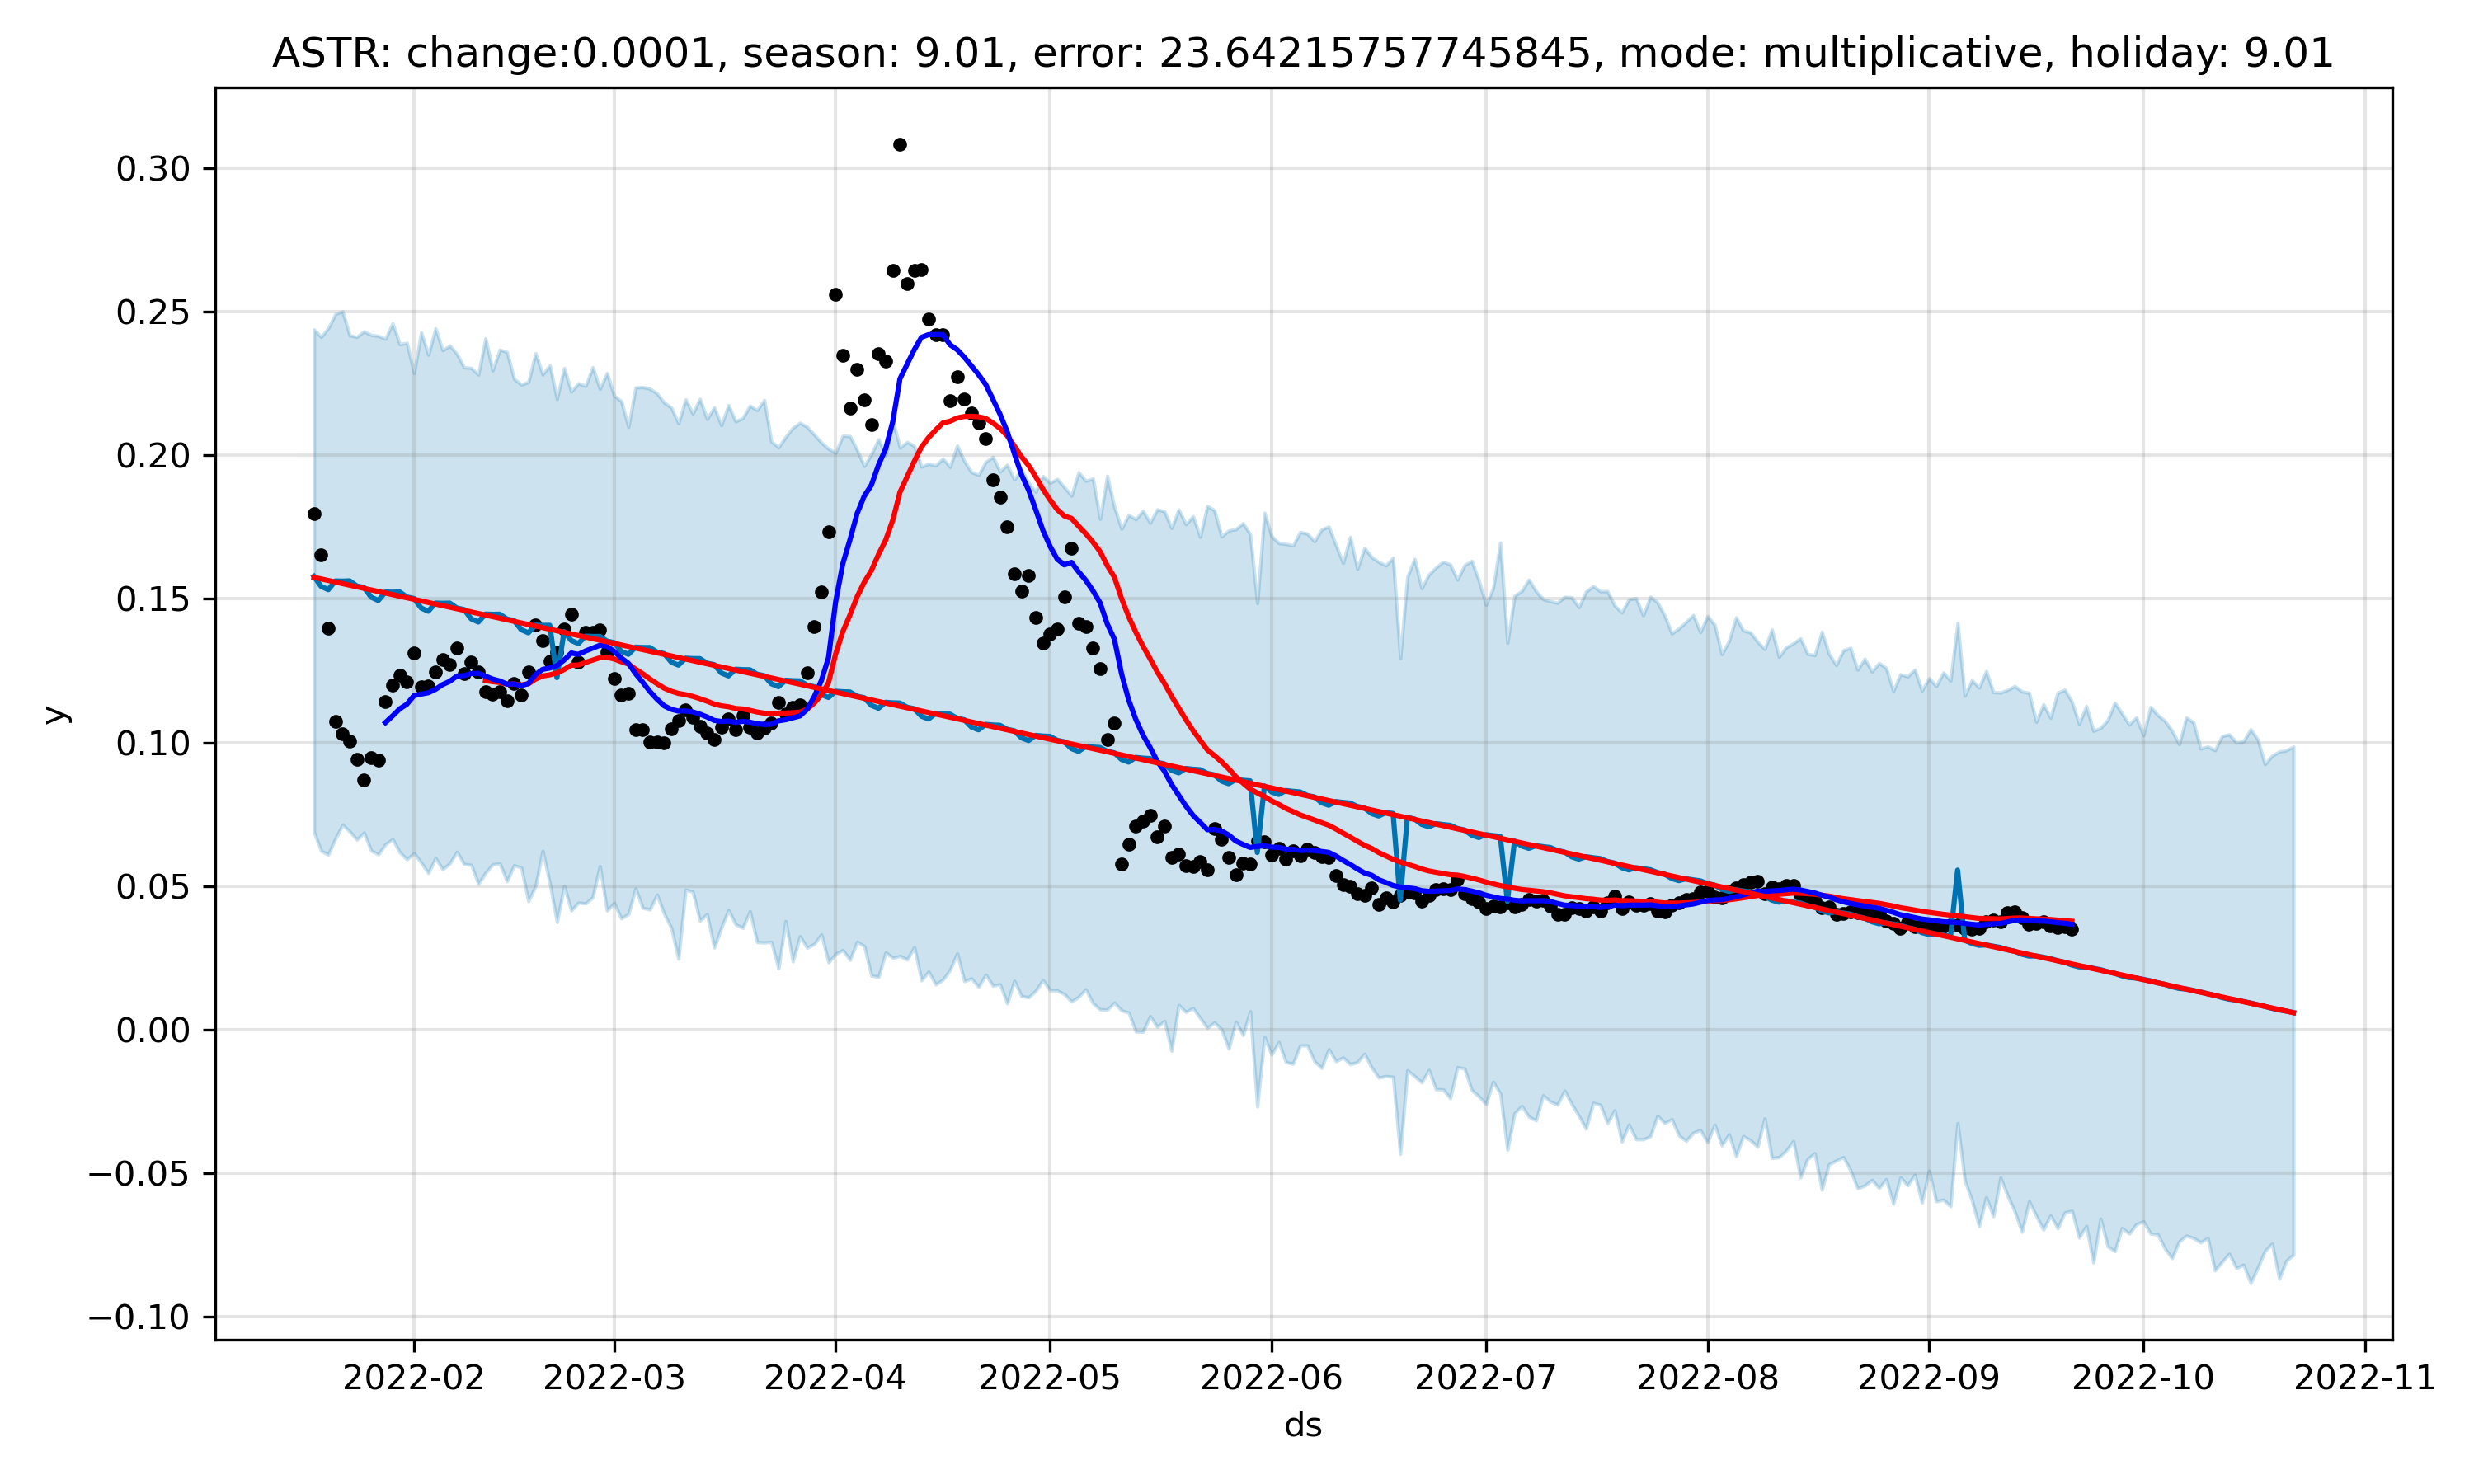 ASTR: change:0.0001, season: 9.01, error: 23.64215757745845, mode: multiplicative, holiday: 9.01
y
0.30
0.25
0.20
0.15
0.10
0.05
0.00
−0.05
−0.10
2022-02 2022-03 2022-04 2022-05 2022-06 2022-07 2022-08 2022-09 2022-10 2022-11
ds